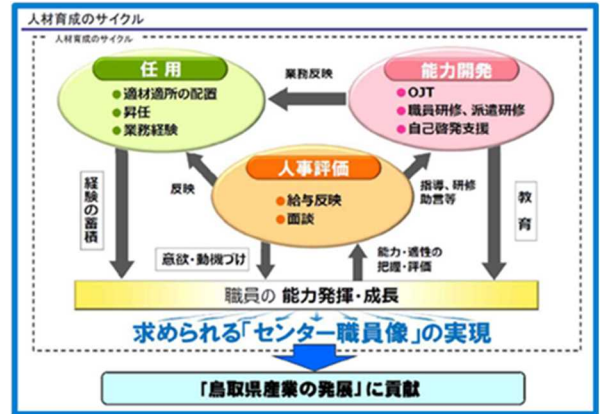 人材育成のサイクル
人材育成のサイクル
任用
●適材適所の配置
●昇任
●業務経験
業務反映
能力開発
●OJT
●職員研修、派遣研修
●自己啓発支援
人事評価
●給与反映
●面談
反映
指導、研修
助言等
経験の蓄積
教育
意欲・動機づけ
能力・適性の
把握・評価
職員の 能力発揮・成長
求められる「センター職員像」の実現
「鳥取県産業の発展」に貢献